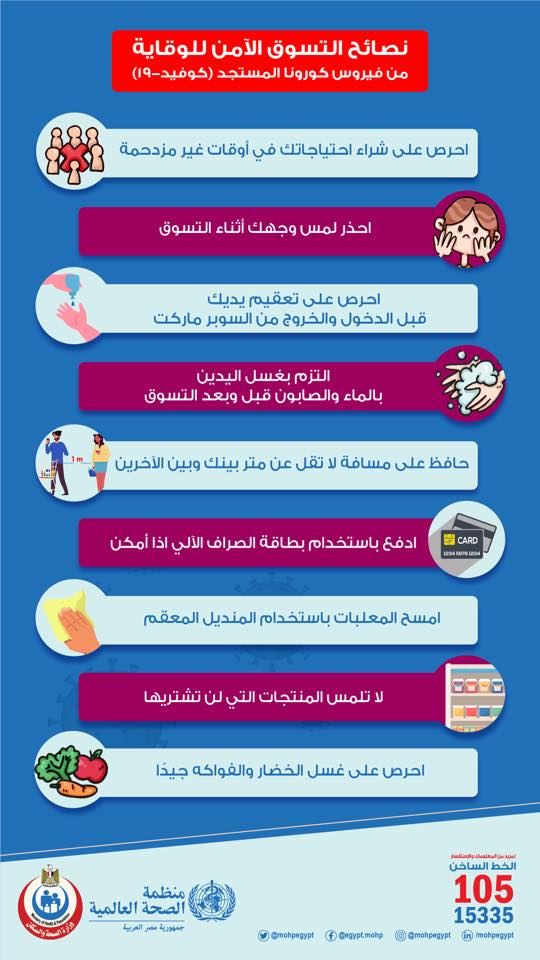 نصائح التسوق الآمن للوقاية
من فيروس كورونا المستجد (كوفيد-١٩)
احرص على شراء احتياجاتك في أوقات غير مزدحمة
احذر لمس وجهك أثناء التسوق
احرص على تعقيم يديك
قبل الدخول والخروج من السوبر ماركت
التزم بغسل اليدين
بالماء والصابون قبل وبعد التسوق
حافظ على مسافة لا تقل عن متر بينك وبين الآخرين
1 m
ادفع باستخدام بطاقة الصراف الآلي اذا أمكن
CARD
1234 5678 1234
امسح المعلبات باستخدام المنديل المعقم
لا تلمس المنتجات التي لن تشتريها
احرص على غسل الخضار والفواكه جيدًا
لمزيد من المعلومات والإستفسار
الخط الساخن
105
15335
منظمة
الصحة العالمية
جمهورية مصر العربية
Ministry of Health & Population
وزارة الصحة والسكان
@mohpegypt
@egypt.mohp
@mohpegypt
/mohpegypt